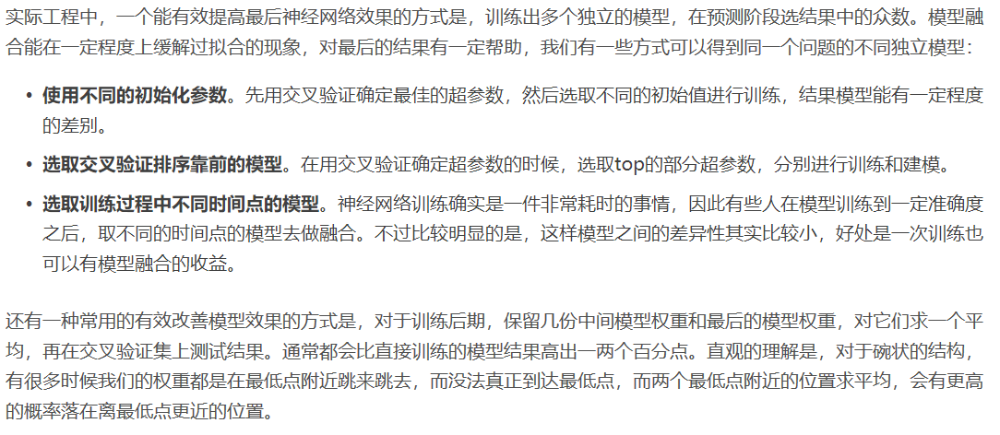 实际工程中，一个能有效提高最后神经网络效果的方式是，训练出多个独立的模型，在预测阶段选结果中的众数。模型融
合能在一定程度上缓解过拟合的现象，对最后的结果有一定帮助，我们有一些方式可以得到同一个问题的不同独立模型：
• 使用不同的初始化参数。先用交叉验证确定最佳的超参数，然后选取不同的初始值进行训练，结果模型能有一定程度
的差别。
• 选取交叉验证排序靠前的模型。在用交叉验证确定超参数的时候，选取top的部分超参数，分别进行训练和建模。
• 选取训练过程中不同时间点的模型。神经网络训练确实是一件非常耗时的事情，因此有些人在模型训练到一定准确度
之后，取不同的时间点的模型去做融合。不过比较明显的是，这样模型之间的差异性其实比较小，好处是一次训练也
可以有模型融合的收益。
还有一种常用的有效改善模型效果的方式是，对于训练后期，保留几份中间模型权重和最后的模型权重，对它们求一个平
均，再在交叉验证集上测试结果。通常都会比直接训练的模型结果高出一两个百分点。直观的理解是，对于碗状的结构，
有很多时候我们的权重都是在最低点附近跳来跳去，而没法真正到达最低点，而两个最低点附近的位置求平均，会有更高
的概率落在离最低点更近的位置。